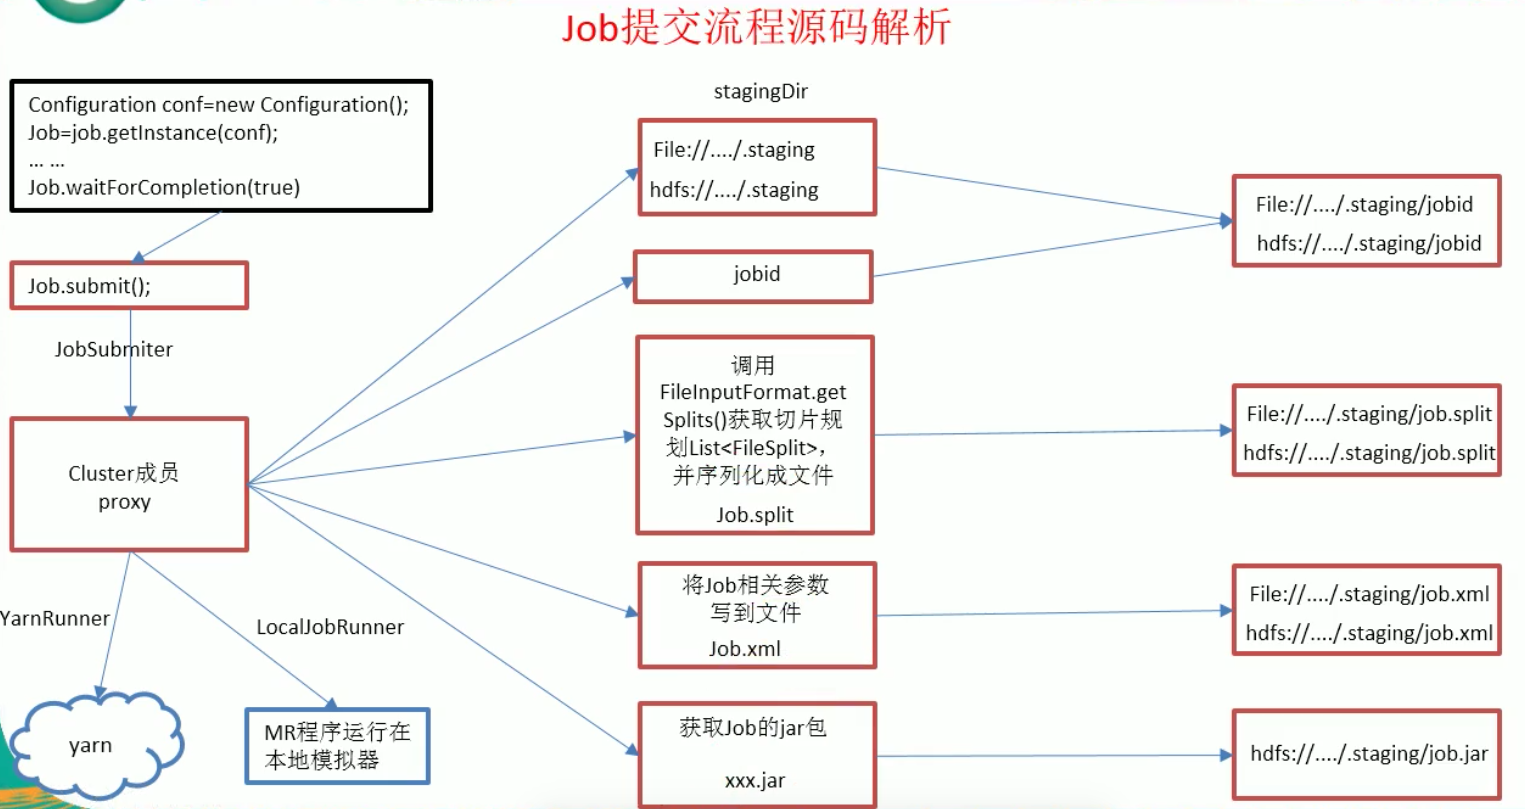 Job提交流程源码解析
Configuration conf=new Configuration();
Job=job.getInstance(conf);
... ...
Job.waitForCompletion(true)
Job.submit();
JobSubmiter
Cluster成员
proxy
YarnRunner
LocalJobRunner
yarn
MR程序运行在
本地模拟器
stagingDir
File://..../.staging
hdfs://..../.staging
jobid
调用
FileInputFormat.get
Splits()获取切片规
划List<FileSplit>，
并序列化成文件
Job.split
将Job相关参数
写到文件
Job.xml
获取Job的jar包
xxx.jar
File://..../.staging/jobid
hdfs://..../.staging/jobid
File://..../.staging/job.split
hdfs://..../.staging/job.split
File://..../.staging/job.xml
hdfs://..../.staging/job.xml
hdfs://..../.staging/job.jar